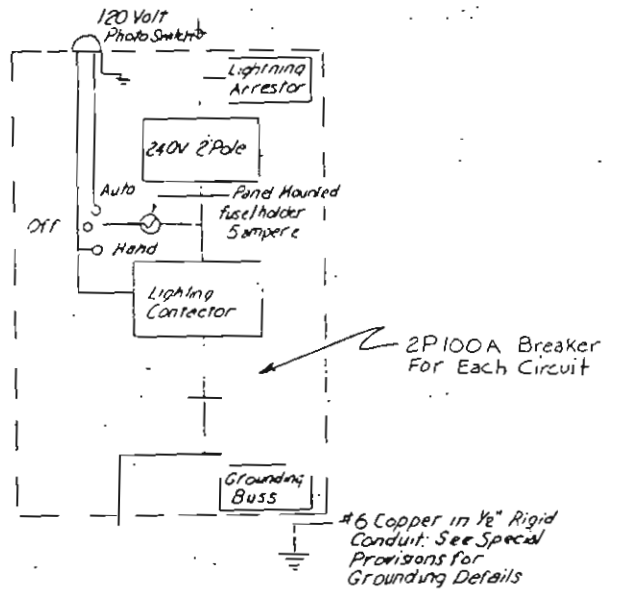 120 Volt
Photo Switch
Lightning
Arrestor
240V 2 Pole
Auto
Panel Mounted
fuseholder
5 ampere
Off
Hand
Lighting
Contactor
2P100A Breaker
For Each Circuit
Grounding
Buss
#6 Copper in ½" Rigid
Conduit. See Special
Provisions for
Grounding Details